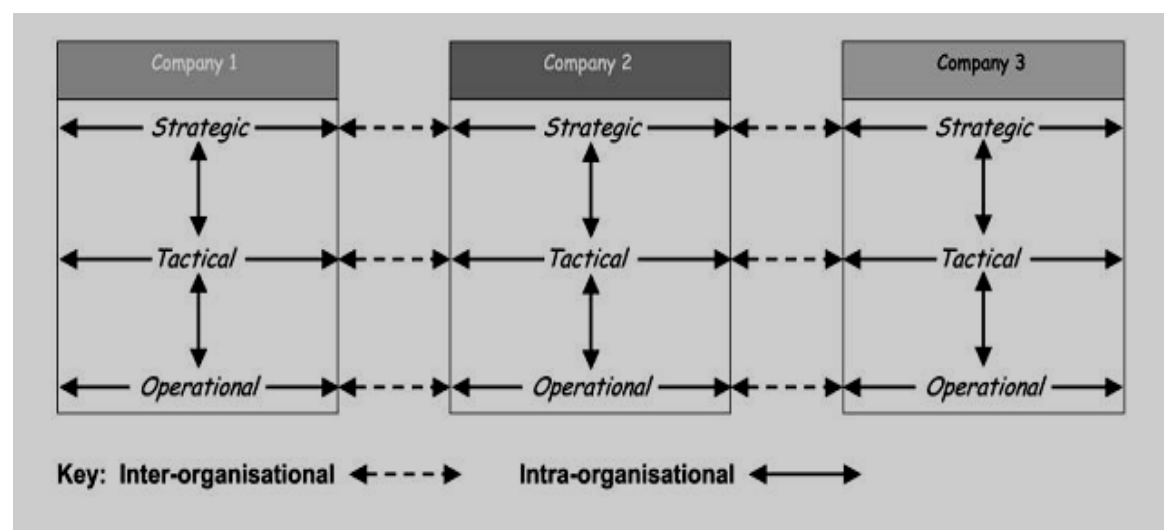 Company 1 Company 2 Company 3
Strategic Strategic Strategic
Tactical Tactical Tactical
Operational Operational Operational
Key: Inter-organisational Intra-organisational